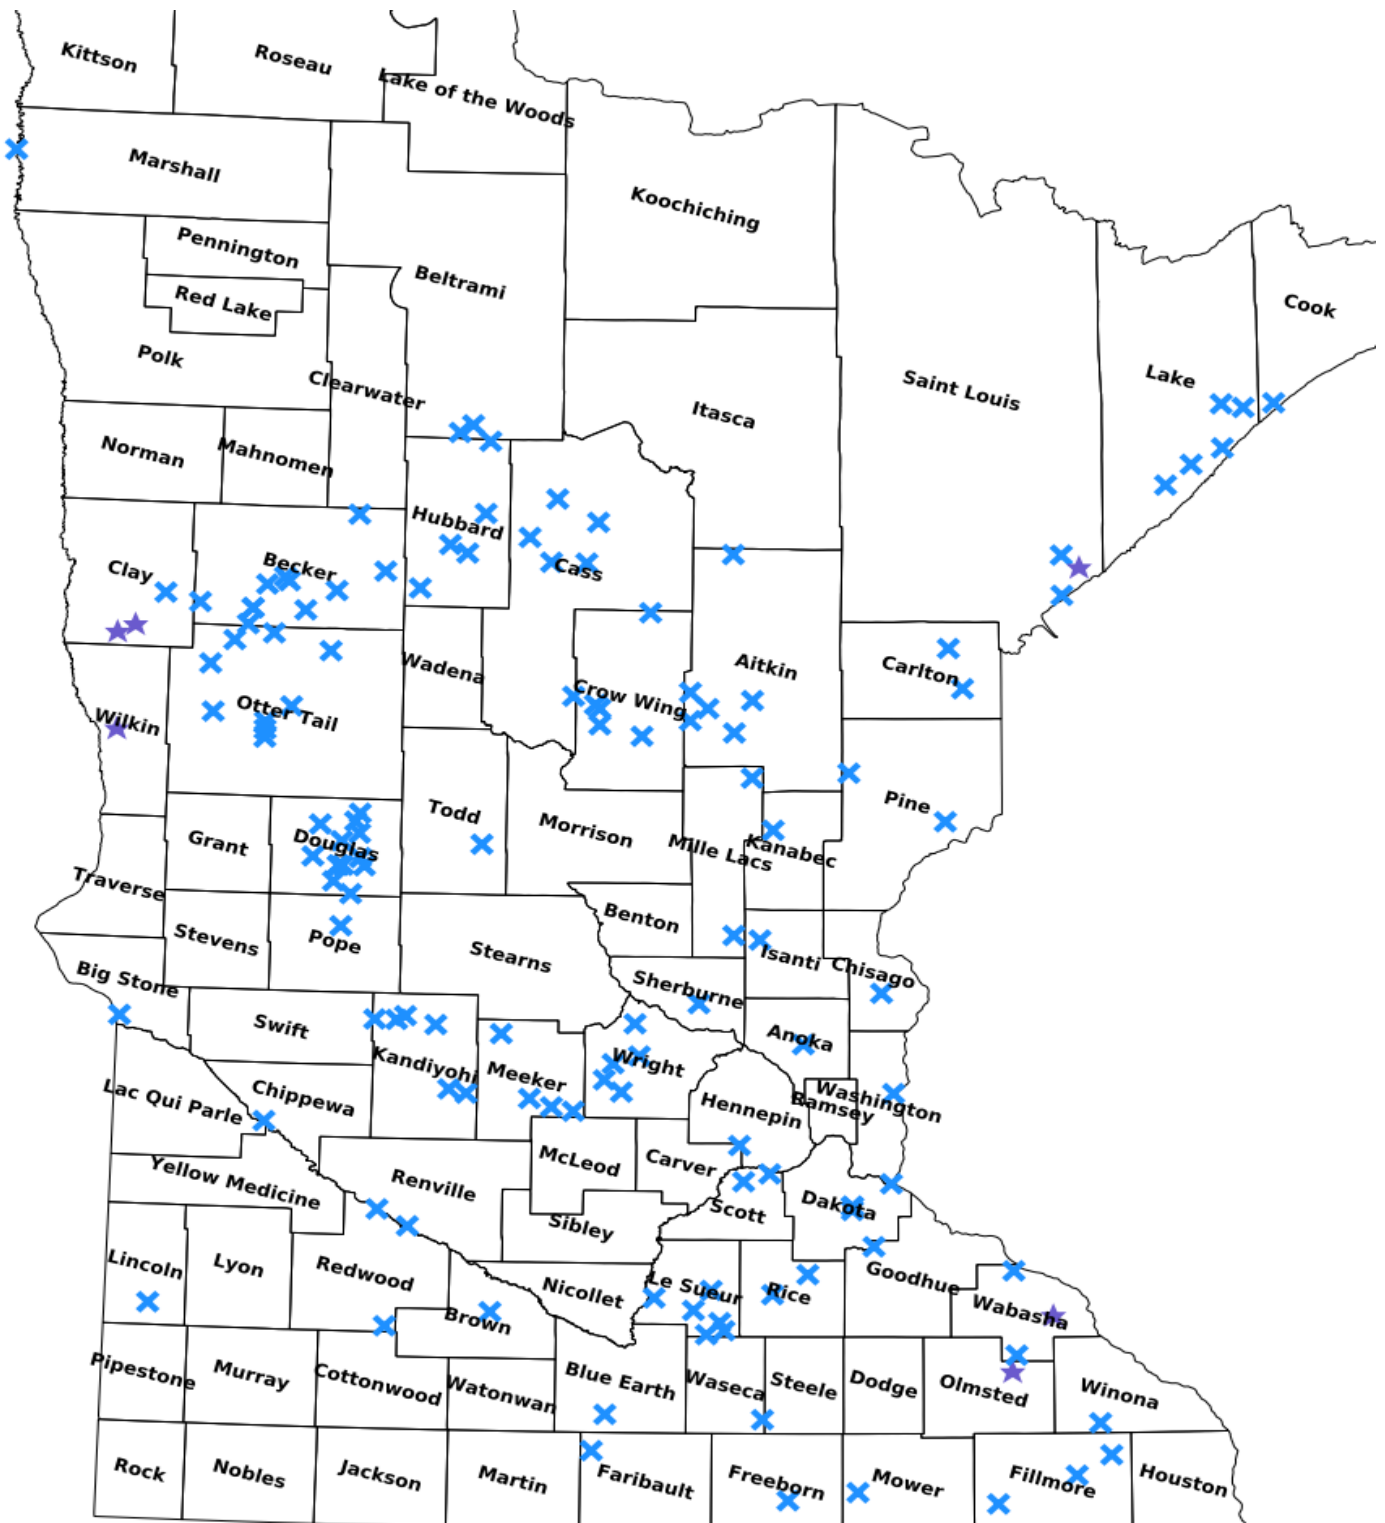 Kittson
Roseau
Lake of the Woods
Marshall
Koochiching
Pennington
Beltrami
Red Lake
Cook
Polk
Clearwater
Lake
Saint Louis
Itasca
Norman
Mahnomen
Hubbard
Clay
Becker
Cass
Wadena
Aitkin
Carlton
Crow Wing
Wilkin
Otter Tail
Todd
Morrison
Pine
Grant
Douglas
Mille Lacs
Kanabec
Traverse
Benton
Stevens
Pope
Stearns
Isanti
Chisago
Big Stone
Sherburne
Swift
Anoka
Kandiyohi
Meeker
Wright
Lac Qui Parle
Chippewa
Hennepin
Ramsey
Washington
McLeod
Carver
Yellow Medicine
Renville
Scott
Dakota
Sibley
Lincoln
Lyon
Redwood
Nicollet
Le Sueur
Rice
Goodhue
Wabasha
Brown
Pipestone
Murray
Cottonwood
Watonwan
Blue Earth
Waseca
Steele
Dodge
Olmsted
Winona
Rock
Nobles
Jackson
Martin
Faribault
Freeborn
Mower
Fillmore
Houston